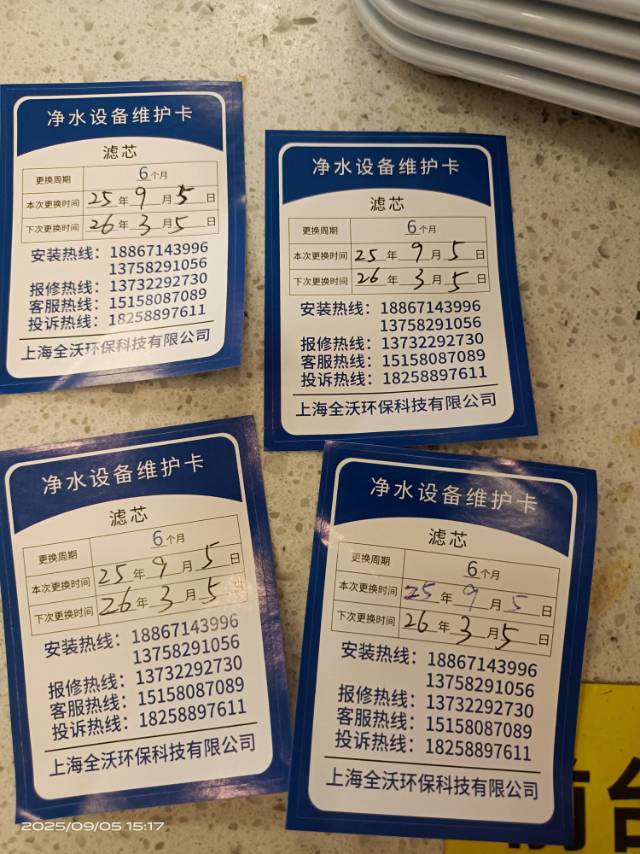 净水设备维护卡
滤芯
更换周期 6个月
本次更换时间 25年9月5日
下次更换时间 26年3月5日
安装热线：18867143996
13758291056
报修热线：13732292730
客服热线：15158087089
投诉热线：18258897611
上海全沃环保科技有限公司
净水设备维护卡
滤芯
更换周期 6个月
本次更换时间 25年9月5日
下次更换时间 26年3月5日
安装热线：18867143996
13758291056
报修热线：13732292730
客服热线：15158087089
投诉热线：18258897611
上海全沃环保科技有限公司
净水设备维护卡
滤芯
更换周期 6个月
本次更换时间 25年9月5日
下次更换时间 26年3月5日
安装热线：18867143996
13758291056
报修热线：13732292730
客服热线：15158087089
投诉热线：18258897611
上海全沃环保科技有限公司
净水设备维护卡
滤芯
更换周期 6个月
本次更换时间 25年9月5日
下次更换时间 26年3月5日
安装热线：18867143996
13758291056
报修热线：13732292730
客服热线：15158087089
投诉热线：18258897611
上海全沃环保科技有限公司
前台
2025/09/05 15:17